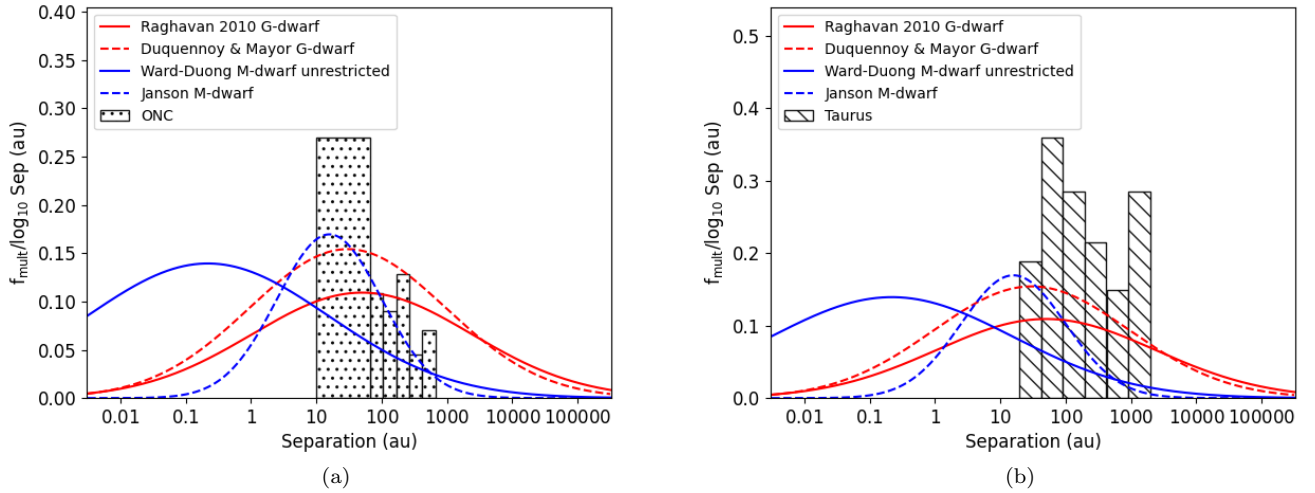 0.40
0.35
0.30
0.25
0.20
0.15
0.10
0.05
0.00
f_mult/log_10 Sep (au)
Raghavan 2010 G-dwarf
Duquennoy & Mayor G-dwarf
Ward-Duong M-dwarf unrestricted
Janson M-dwarf
ONC
0.01 0.1 1 10 100 1000 10000 100000
Separation (au)
(a)
0.5
0.4
0.3
0.2
0.1
0.0
f_mult/log_10 Sep (au)
Raghavan 2010 G-dwarf
Duquennoy & Mayor G-dwarf
Ward-Duong M-dwarf unrestricted
Janson M-dwarf
Taurus
0.01 0.1 1 10 100 1000 10000 100000
Separation (au)
(b)